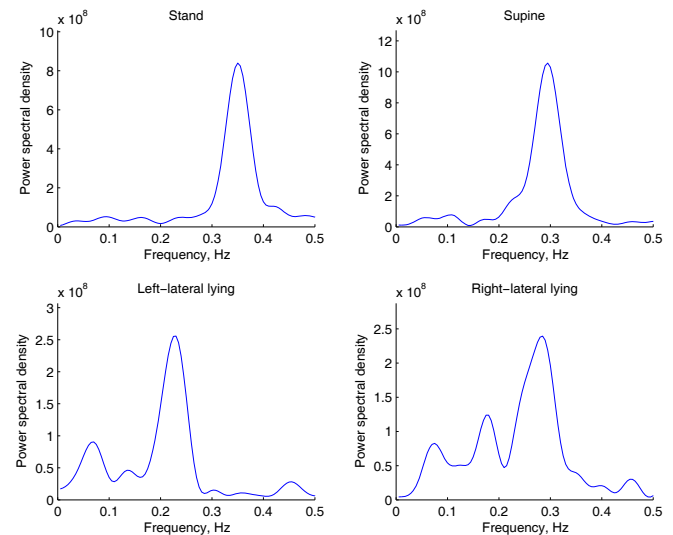 Stand
x 10^8
Power spectral density
10
8
6
4
2
0
0 0.1 0.2 0.3 0.4 0.5
Frequency, Hz
Supine
x 10^8
Power spectral density
12
10
8
6
4
2
0
0 0.1 0.2 0.3 0.4 0.5
Frequency, Hz
Left-lateral lying
x 10^8
Power spectral density
3
2.5
2
1.5
1
0.5
0
0 0.1 0.2 0.3 0.4 0.5
Frequency, Hz
Right-lateral lying
x 10^8
Power spectral density
2.5
2
1.5
1
0.5
0
0 0.1 0.2 0.3 0.4 0.5
Frequency, Hz